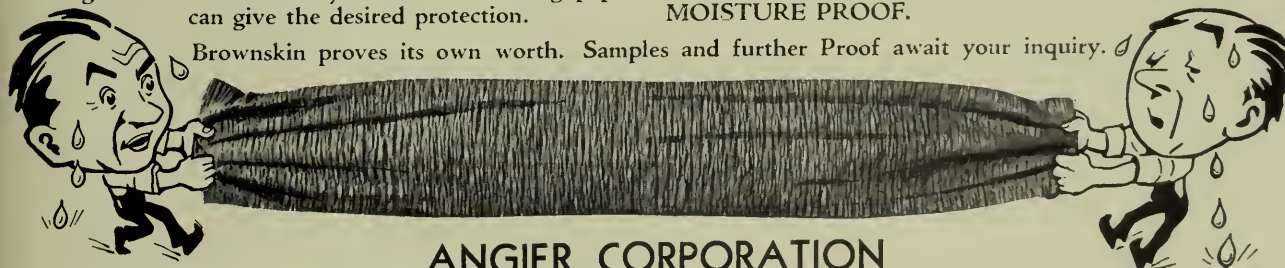 can give the desired protection.
MOISTURE PROOF.
Brownskin proves its own worth. Samples and further Proof await your inquiry.
ANGIER CORPORATION